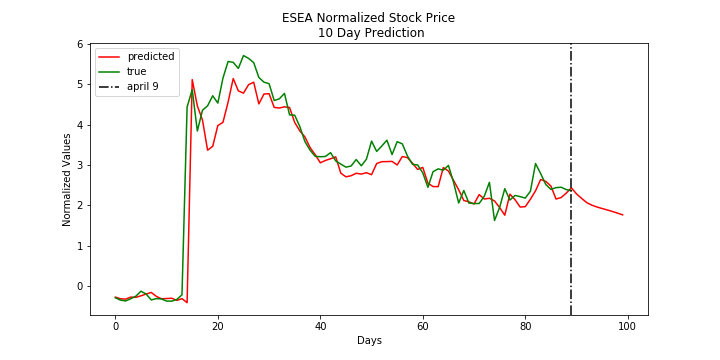 ESEA Normalized Stock Price
10 Day Prediction
predicted
true
april 9
Normalized Values
6
5
4
3
2
1
0
0
20
40
60
80
100
Days